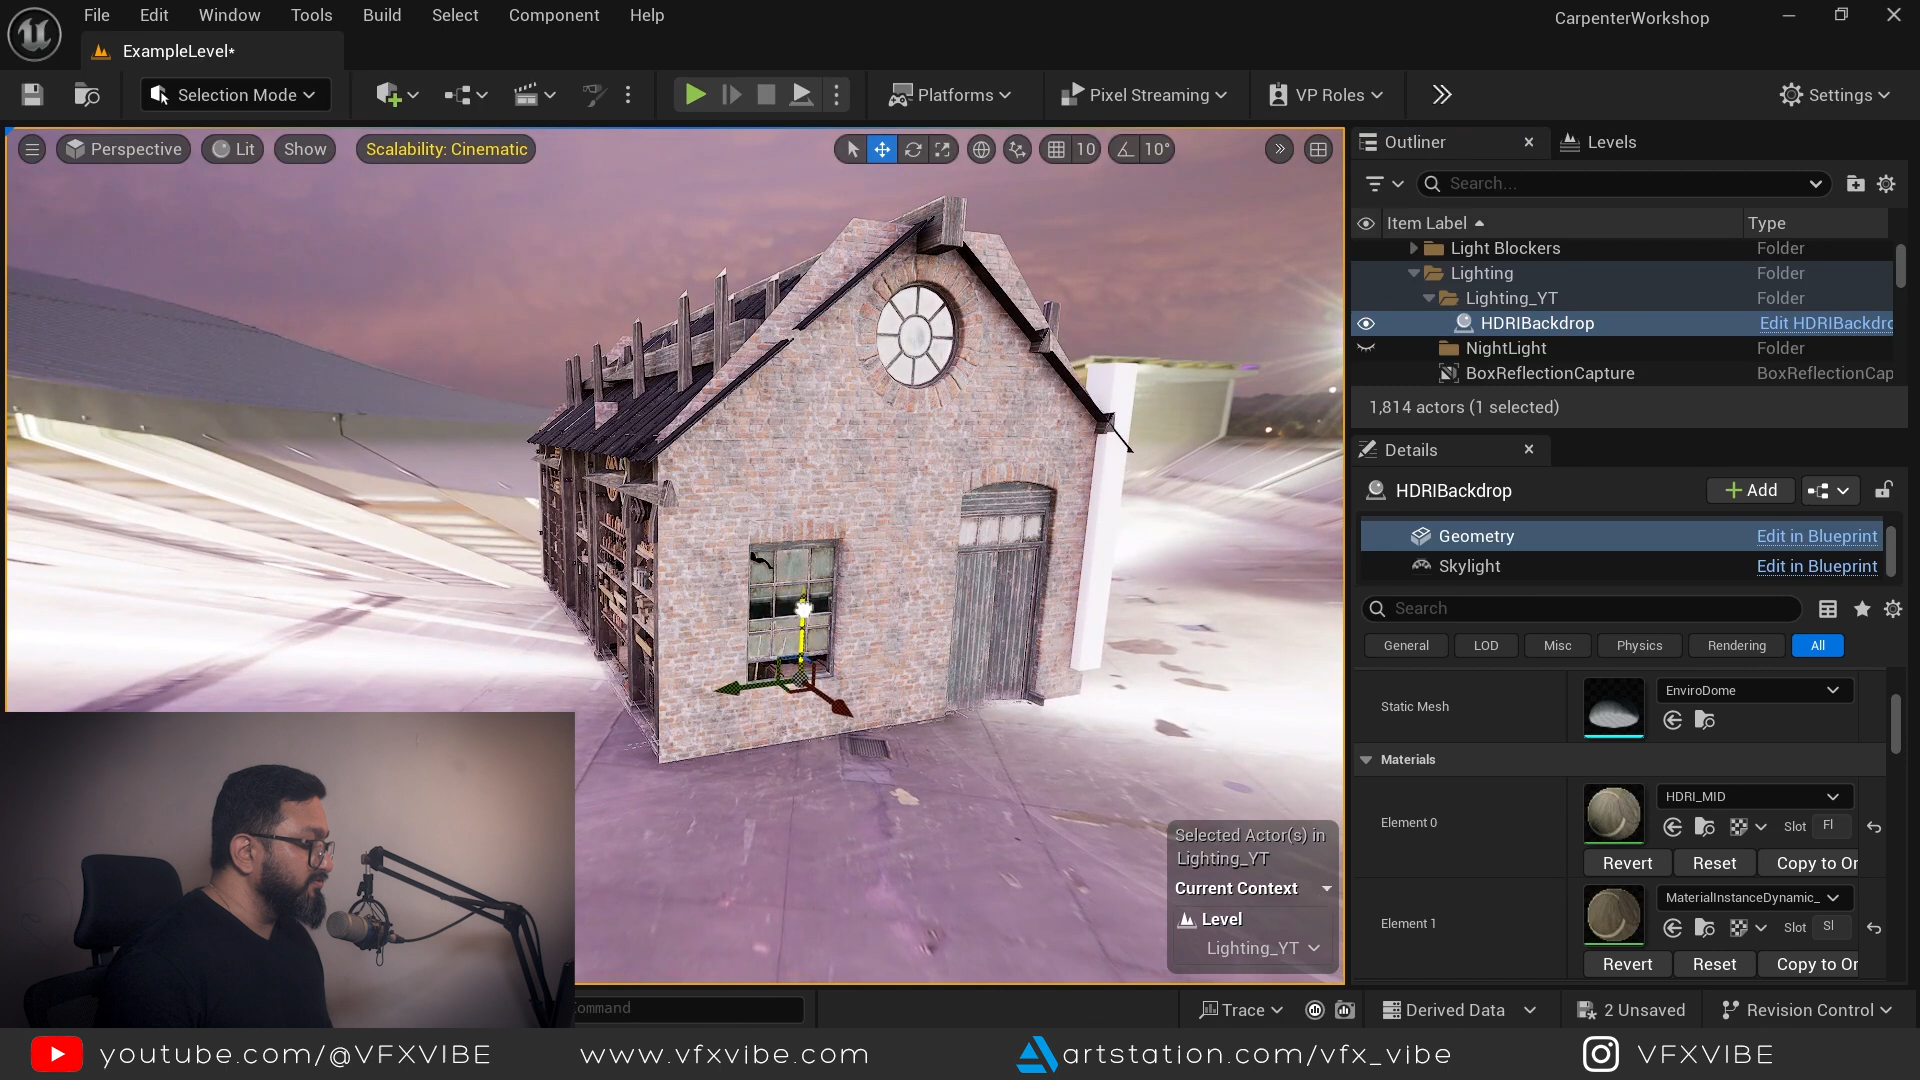 File Edit Window Tools Build Select Component Help
CarpenterWorkshop
ExampleLevel*
Selection Mode
Platforms
Pixel Streaming
VP Roles
Settings
Perspective
Lit
Show
Scalability: Cinematic
10
10°
Outliner
Levels
Search...
Item Label
Type
Light Blockers Folder
Lighting Folder
Lighting_YT Folder
HDRIBackdrop Edit HDRIBackdro
NightLight Folder
BoxReflectionCapture BoxReflectionCap
1,814 actors (1 selected)
Details
HDRIBackdrop
Add
Geometry Edit in Blueprint
Skylight Edit in Blueprint
Search
General LOD Misc Physics Rendering All
Static Mesh
EnviroDome
Materials
Element 0
HDRI_MID
Slot Fl
Revert Reset Copy to Or
Element 1
MaterialInstanceDynamic_
Slot Sl
Revert Reset Copy to Or
Selected Actor(s) in
Lighting_YT
Current Context
Level
Lighting_YT
ommand
Trace
Derived Data
2 Unsaved
Revision Control
youtube.com/@VFXVIBE
www.vfxvibe.com
artstation.com/vfx_vibe
VFXVIBE